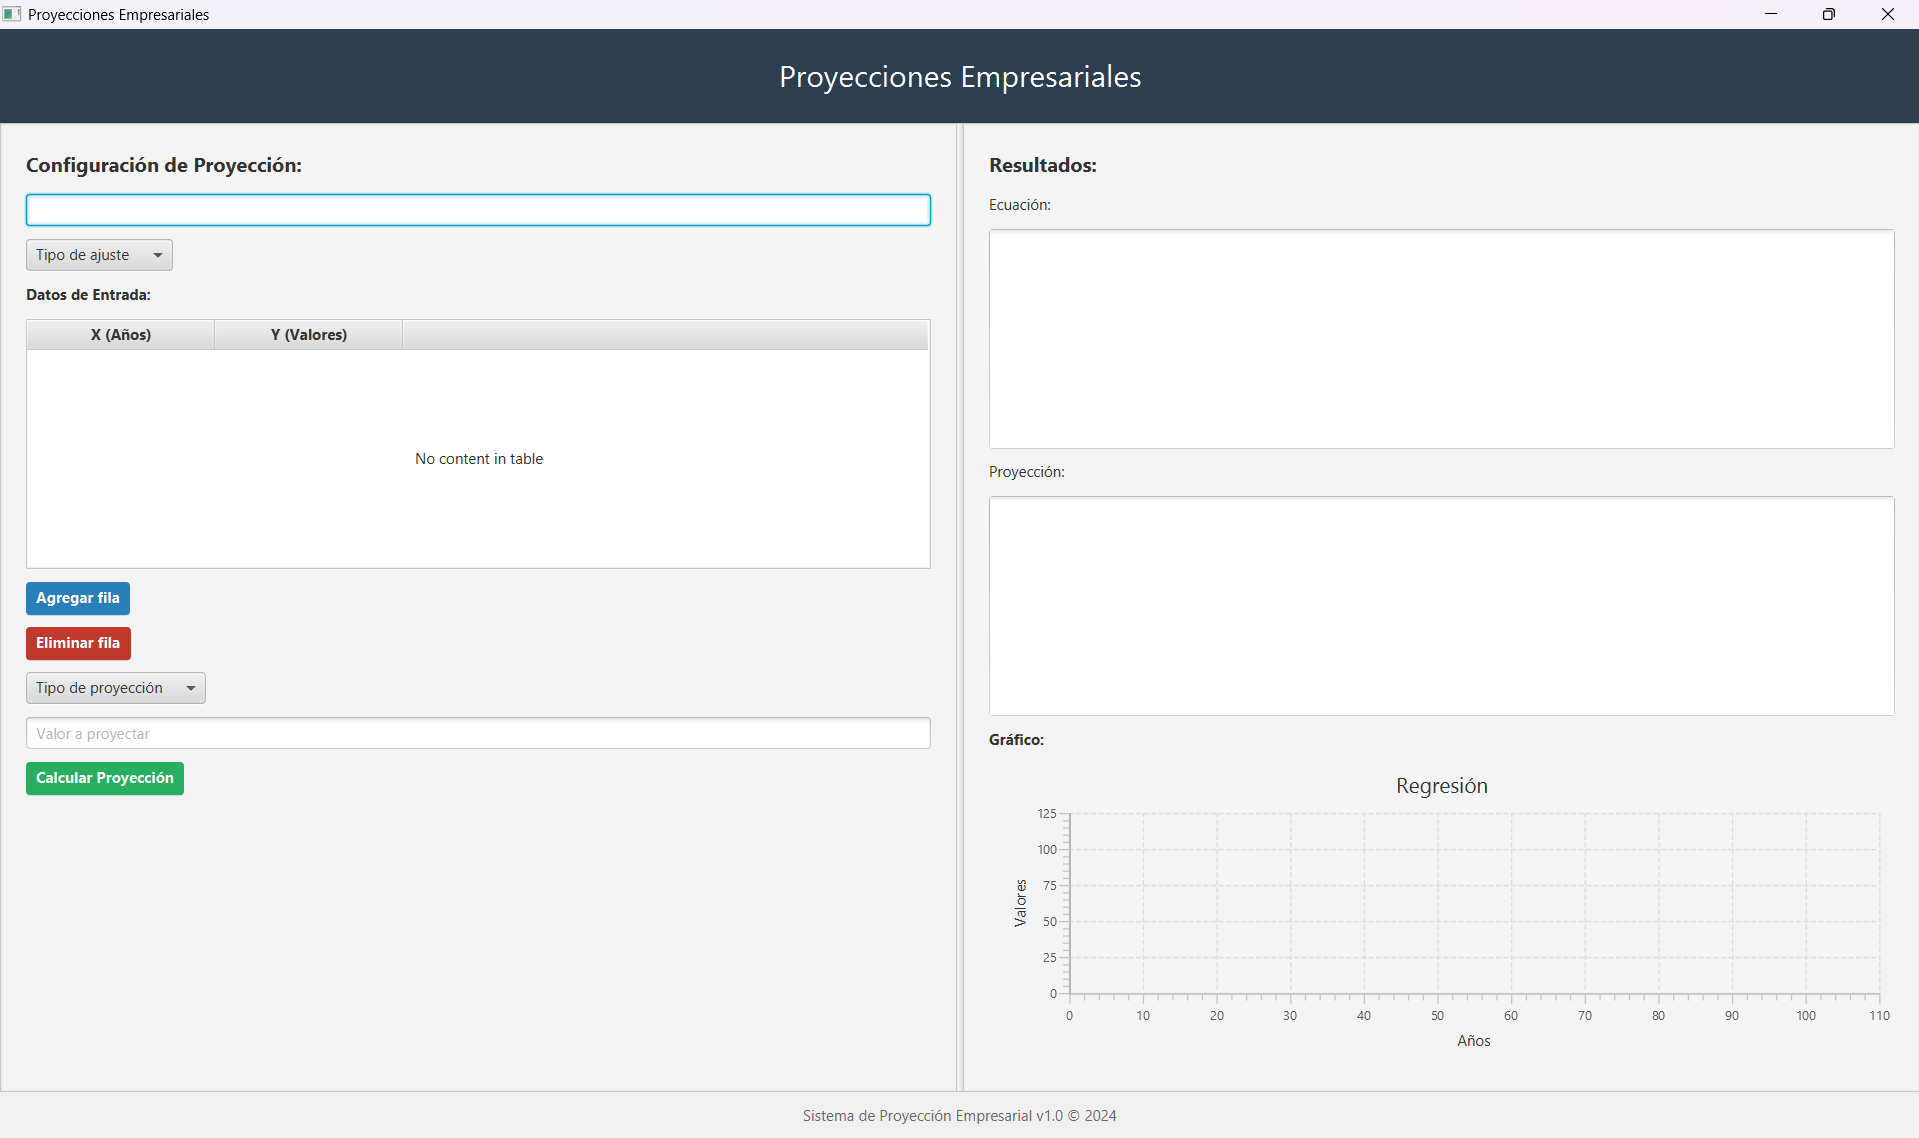 Proyecciones Empresariales
Proyecciones Empresariales
Configuración de Proyección:
Tipo de ajuste
Datos de Entrada:
X (Años) Y (Valores)
No content in table
Agregar fila
Eliminar fila
Tipo de proyección
Valor a proyectar
Calcular Proyección
Resultados:
Ecuación:
Proyección:
Gráfico:
Regresión
Valores
125
100
75
50
25
0
0 10 20 30 40 50 60 70 80 90 100 110
Años
Sistema de Proyección Empresarial v1.0 © 2024